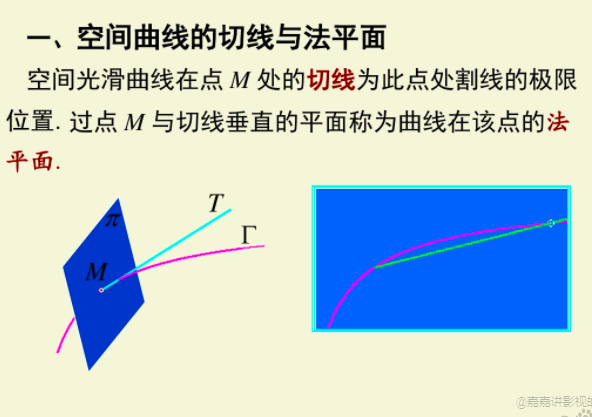 一、空间曲线的切线与法平面
空间光滑曲线在点 M 处的切线为此点处割线的极限
位置. 过点 M 与切线垂直的平面称为曲线在该点的法
平面.
T
π
Γ
M
@嘉嘉讲影视的